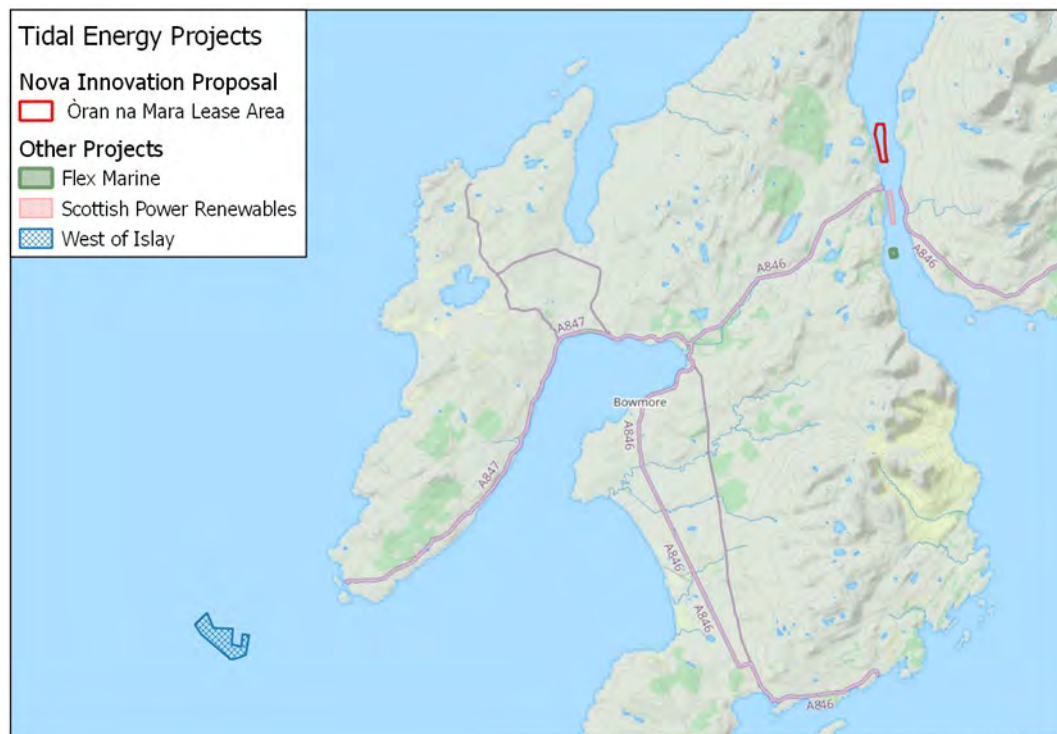 Tidal Energy Projects
Nova Innovation Proposal
Òran na Mara Lease Area
Other Projects
Flex Marine
Scottish Power Renewables
West of Islay
A846
A846
A847
Bowmore
A846
A847
A846
A846
A846